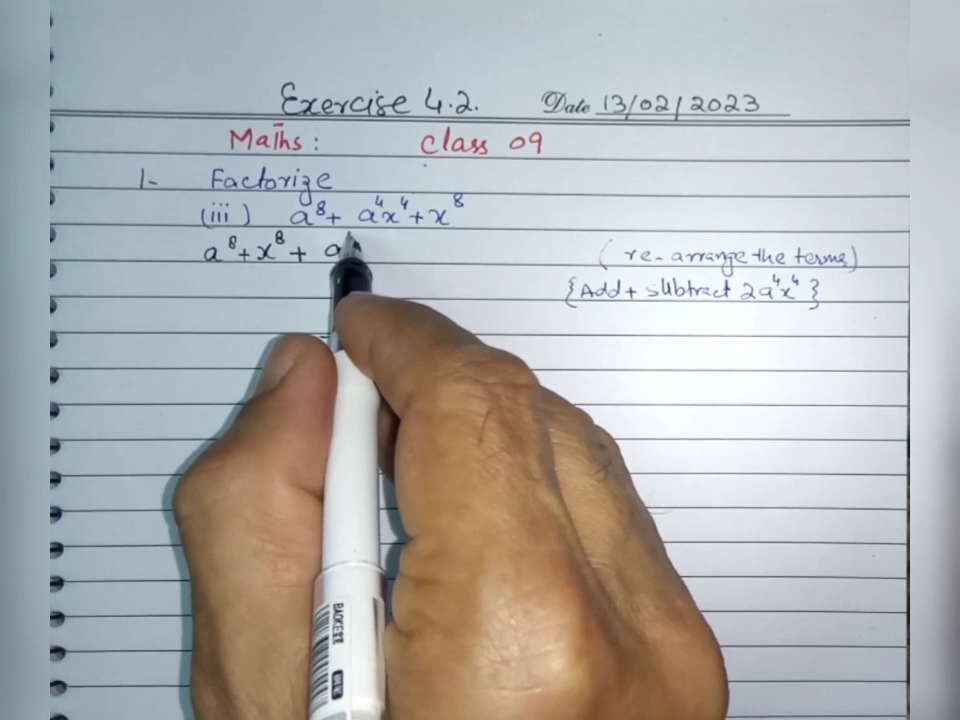 Exercise 4.2. Date 13/02/2023
Maths: Class 09
1- Factorize
(iii) a⁸+ a⁴x⁴+x⁸
a⁸+x⁸+ a
(re-arrange the terms)
{Add + subtract 2a⁴x⁴}